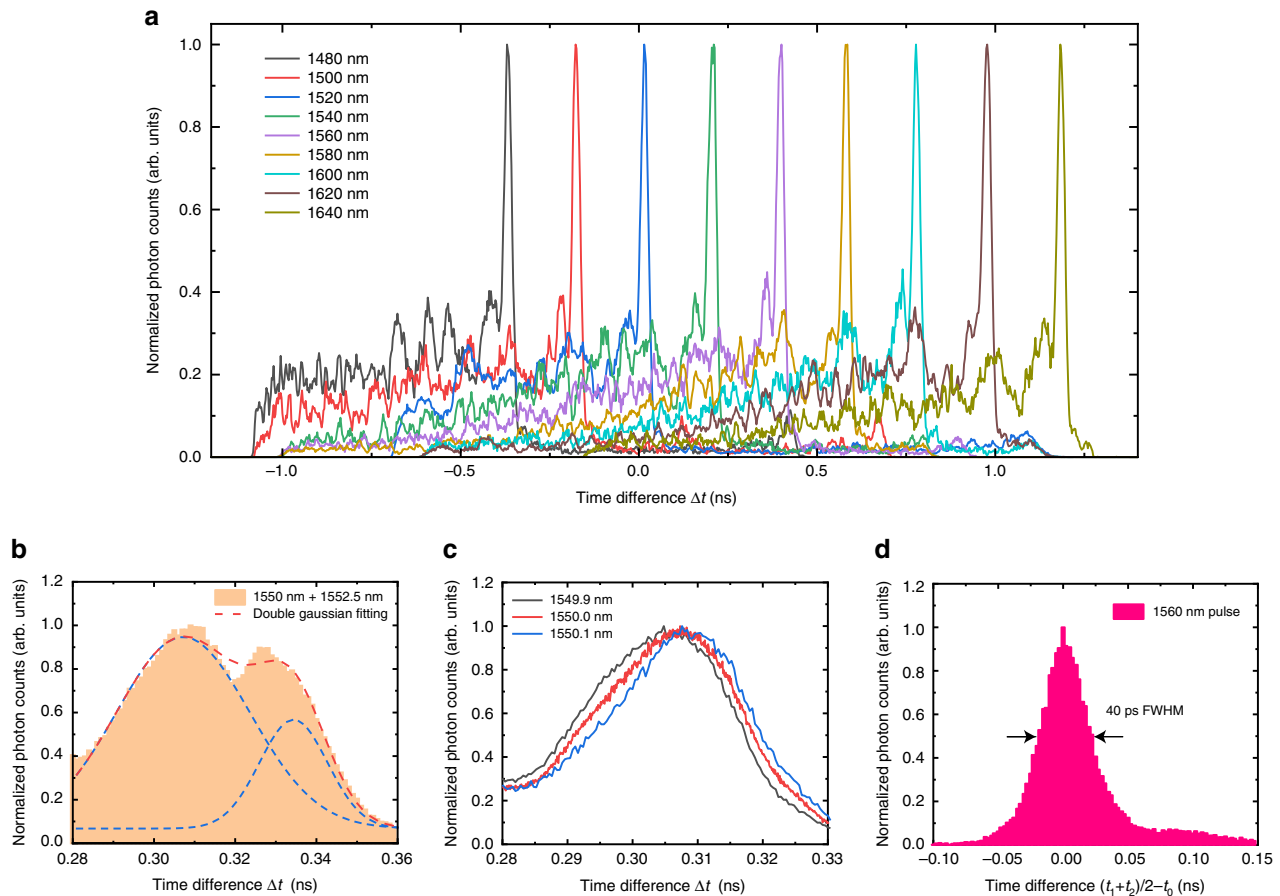 a
Normalized photon counts (arb. units)
1.0
0.8
0.6
0.4
0.2
0.0
1480 nm
1500 nm
1520 nm
1540 nm
1560 nm
1580 nm
1600 nm
1620 nm
1640 nm
−1.0 −0.5 0.0 0.5 1.0
Time difference Δt (ns)
b
Normalized photon counts (arb. units)
1.2
1.0
0.8
0.6
0.4
0.2
0.0
1550 nm + 1552.5 nm
Double gaussian fitting
0.28 0.30 0.32 0.34 0.36
Time difference Δt (ns)
c
Normalized photon counts (arb. units)
1.2
1.0
0.8
0.6
0.4
0.2
0.0
1549.9 nm
1550.0 nm
1550.1 nm
0.28 0.29 0.30 0.31 0.32 0.33
Time difference Δt (ns)
d
Normalized photon counts (arb. units)
1.2
1.0
0.8
0.6
0.4
0.2
0.0
1560 nm pulse
40 ps FWHM
−0.10 −0.05 0.00 0.05 0.10 0.15
Time difference (t₁+t₂)/2−t₀ (ns)